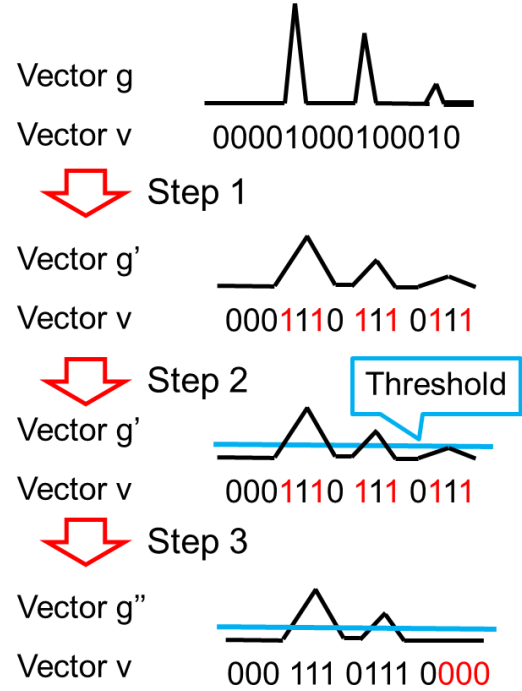 Vector g
Vector v 00001000100010
Step 1
Vector g’
Vector v 0001110 111 0111
Step 2
Threshold
Vector g’
Vector v 0001110 111 0111
Step 3
Vector g”
Vector v 000 111 0111 0000